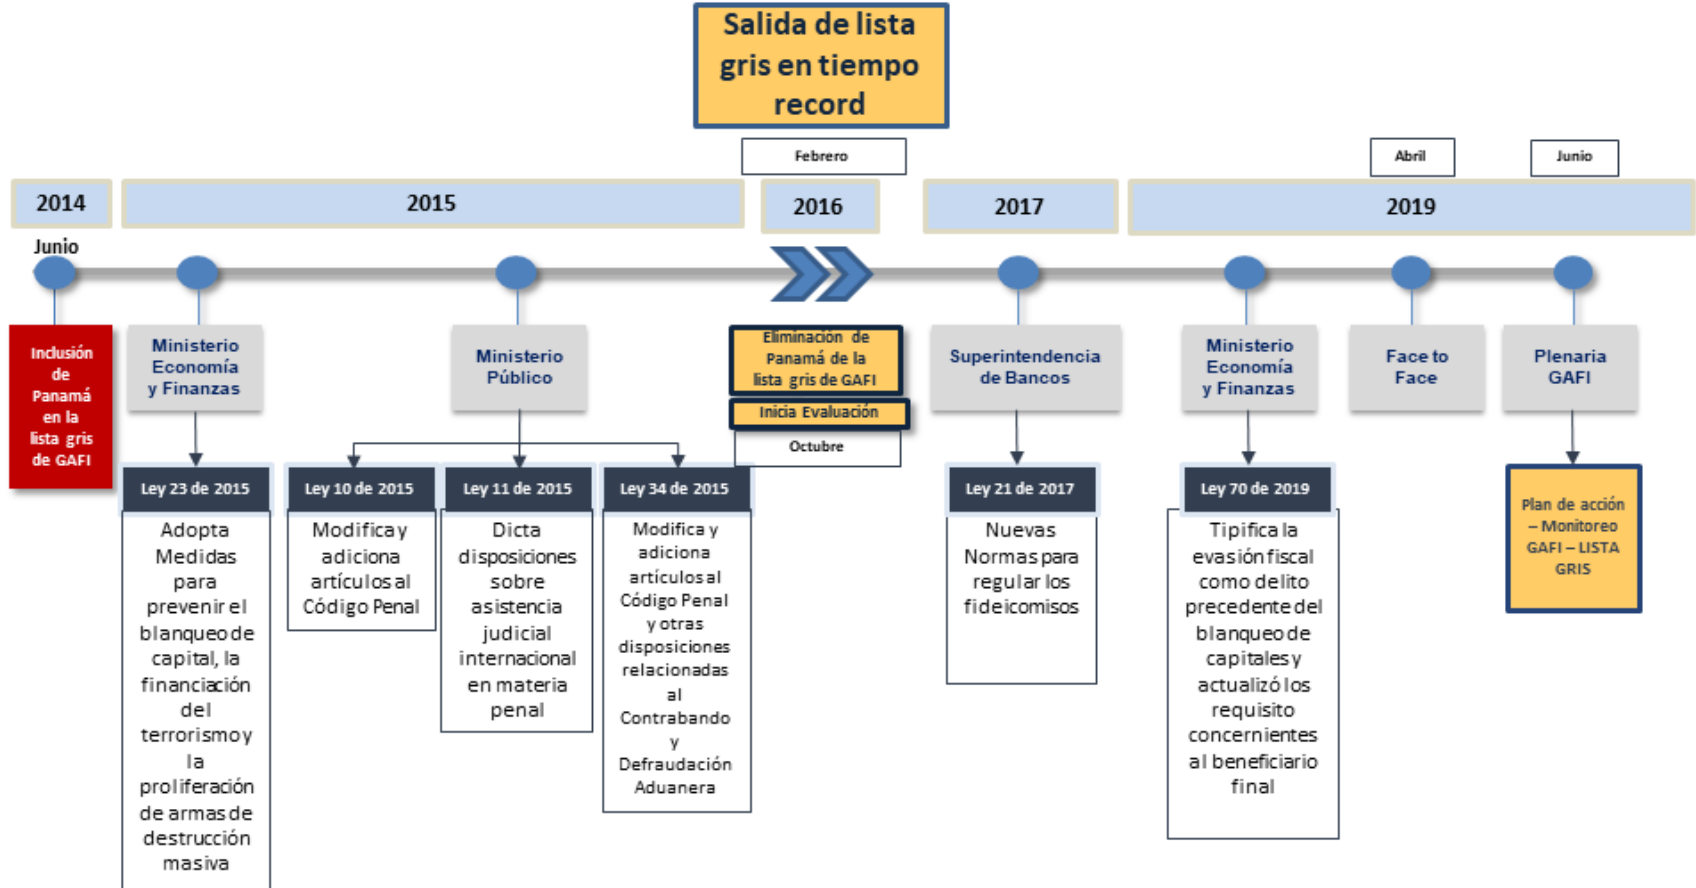 Salida de lista
gris en tiempo
record
Febrero
Abril
Junio
2014
2015
2016
2017
2019
Junio
Inclusión
de
Panamá
en la
lista gris
de GAFI
Ministerio
Economía
y Finanzas
Ministerio
Público
Eliminación de
Panamá de la
lista gris de GAFI
Inicia Evaluación
Octubre
Superintendencia
de Bancos
Ministerio
Economía
y Finanzas
Face to
Face
Plenaria
GAFI
Ley 23 de 2015
Adopta
Medidas
para
prevenir el
blanqueo de
capital, la
financiación
del
terrorismo y
la
proliferación
de armas de
destrucción
masiva
Ley 10 de 2015
Modifica y
adiciona
artículos al
Código Penal
Ley 11 de 2015
Dicta
disposiciones
sobre
asistencia
judicial
internacional
en materia
penal
Ley 34 de 2015
Modifica y
adiciona
artículos al
Código Penal
y otras
disposiciones
relacionadas
al
Contrabando
y
Defraudación
Aduanera
Ley 21 de 2017
Nuevas
Normas para
regular los
fideicomisos
Ley 70 de 2019
Tipifica la
evasión fiscal
como delito
precedente del
blanqueo de
capitales y
actualizó los
requisito
concernientes
al beneficiario
final
Plan de acción
– Monitoreo
GAFI – LISTA
GRIS